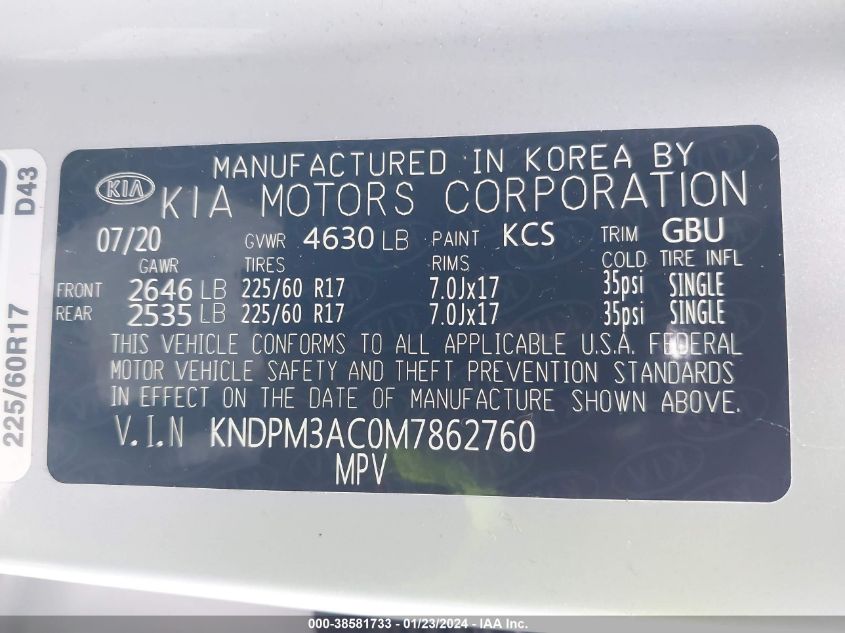 MANUFACTURED IN KOREA BY
KIA KIA MOTORS CORPORATION
07/20 GVWR 4630 LB PAINT KCS TRIM GBU
GAWR TIRES RIMS COLD TIRE INFL
FRONT 2646 LB 225/60 R17 7.0Jx17 35psi SINGLE
REAR 2535 LB 225/60 R17 7.0Jx17 35psi SINGLE
THIS VEHICLE CONFORMS TO ALL APPLICABLE U.S.A. FEDERAL
MOTOR VEHICLE SAFETY AND THEFT PREVENTION STANDARDS
IN EFFECT ON THE DATE OF MANUFACTURE SHOWN ABOVE.
V.I.N KNDPM3AC0M7862760
MPV
225/60R17 D43
000-38581733 - 01/23/2024 - IAA Inc.